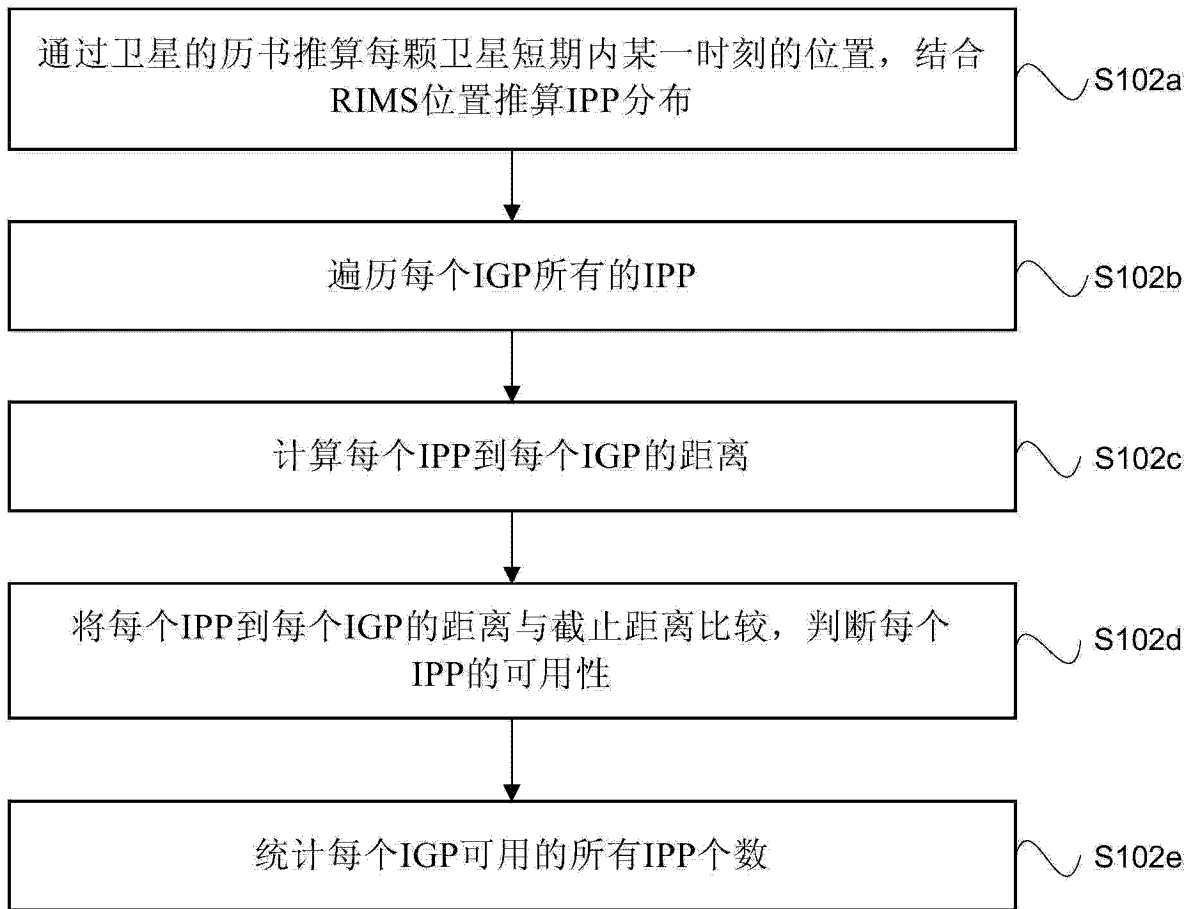 通过卫星的历书推算每颗卫星短期内某一时刻的位置，结合
RIMS位置推算IPP分布
S102a
遍历每个IGP所有的IPP
S102b
计算每个IPP到每个IGP的距离
S102c
将每个IPP到每个IGP的距离与截止距离比较，判断每个
IPP的可用性
S102d
统计每个IGP可用的所有IPP个数
S102e